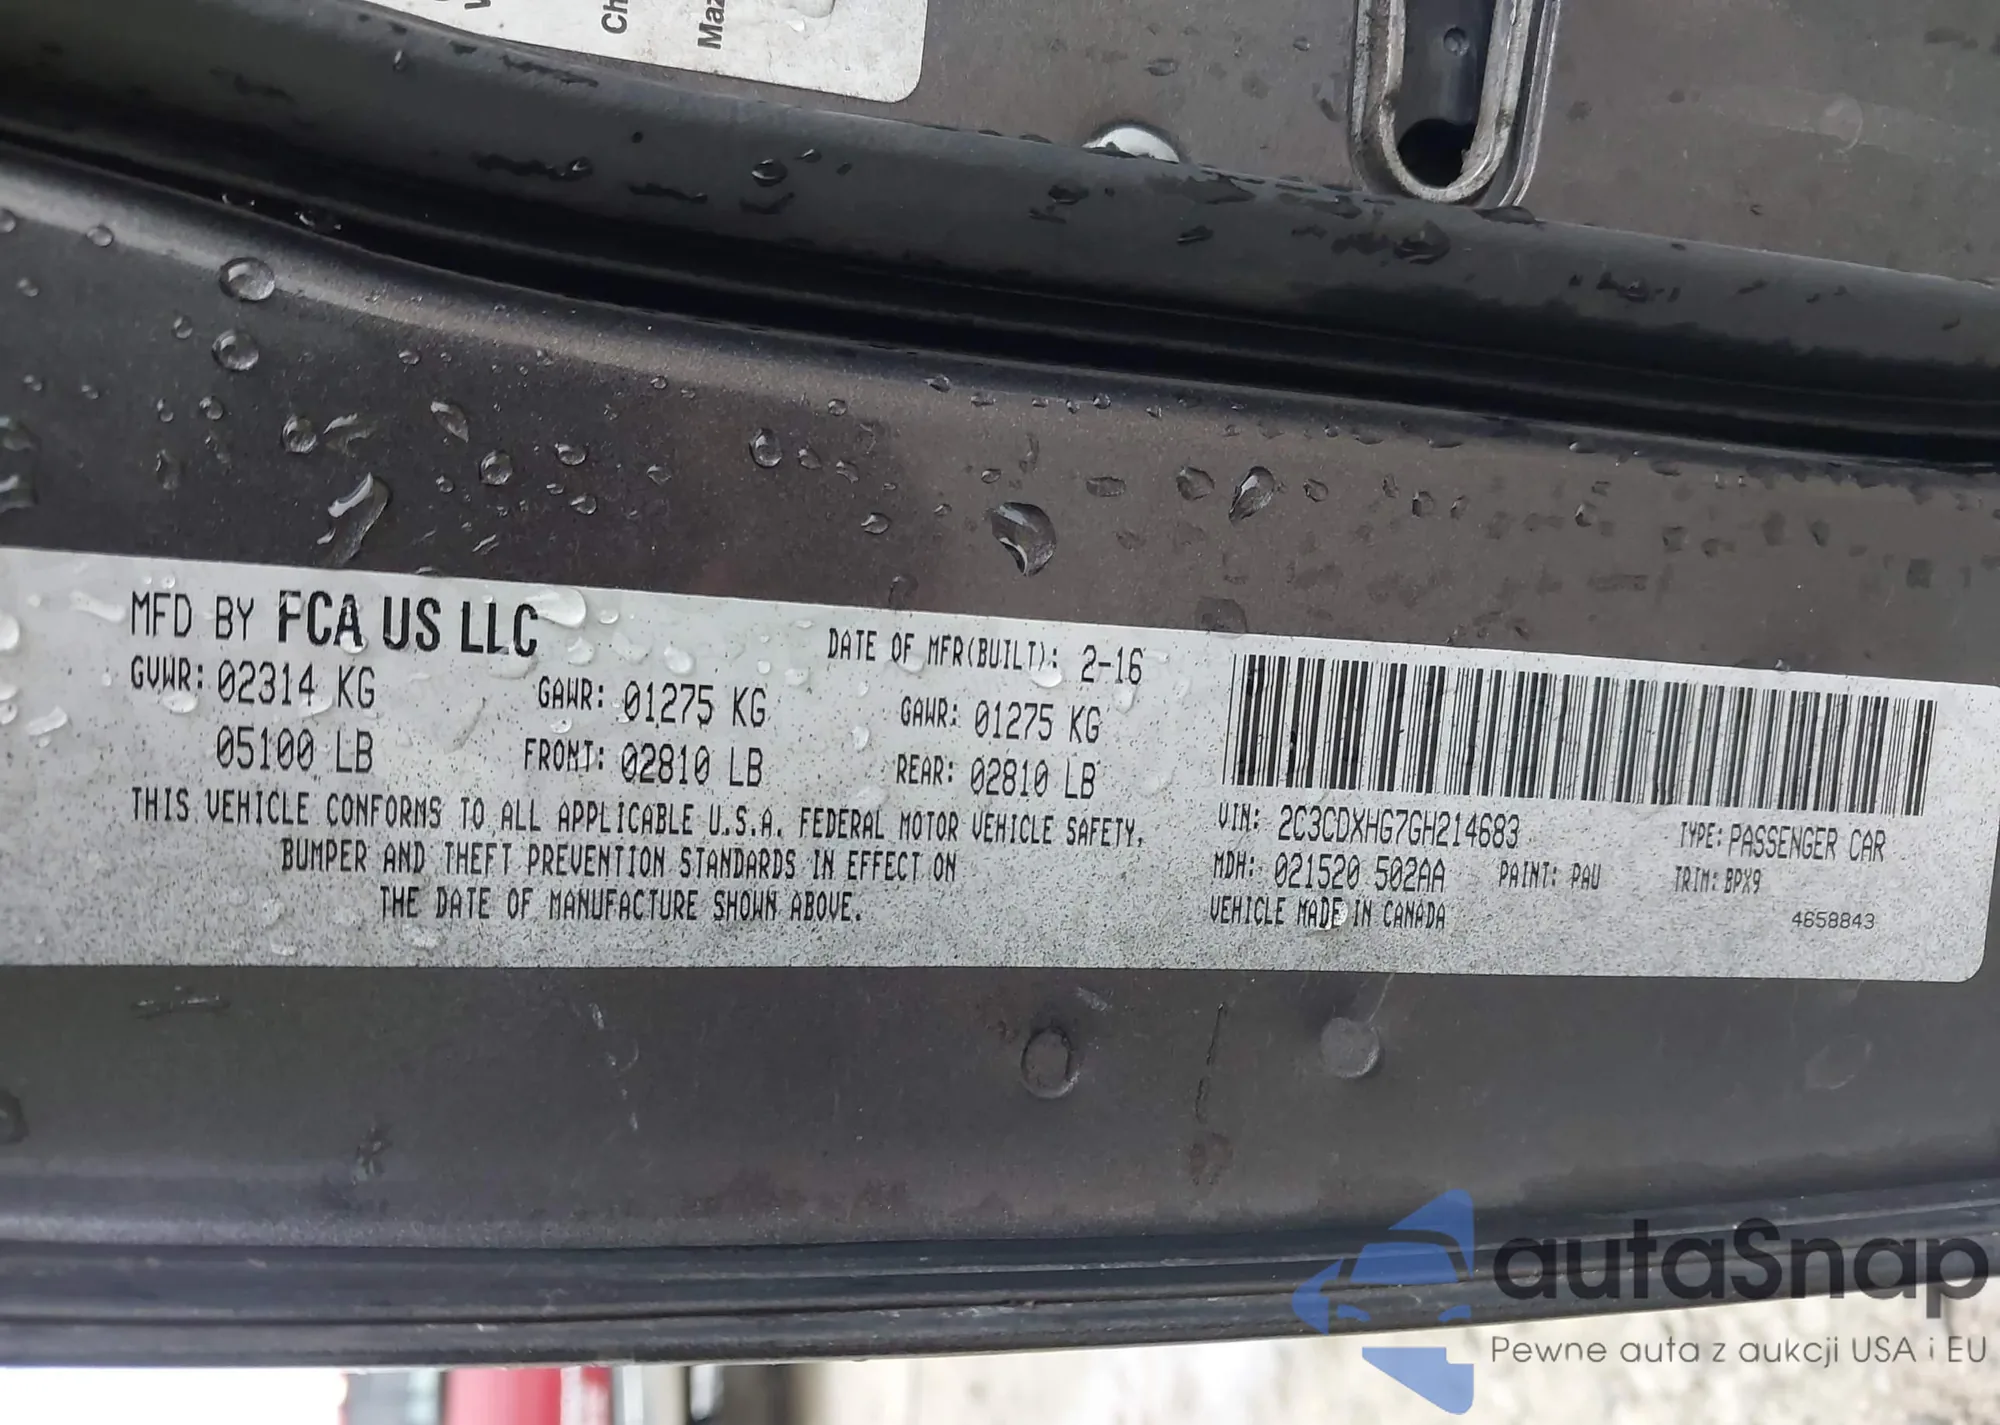 Ch
Maz
MFD BY FCA US LLC
DATE OF MFR(BUILT): 2-16
GVWR: 02314 KG
GAWR: 01275 KG
GAWR: 01275 KG
05100 LB
FRONT: 02810 LB
REAR: 02810 LB
THIS VEHICLE CONFORMS TO ALL APPLICABLE U.S.A. FEDERAL MOTOR VEHICLE SAFETY,
BUMPER AND THEFT PREVENTION STANDARDS IN EFFECT ON
THE DATE OF MANUFACTURE SHOWN ABOVE.
VIN: 2C3CDXHG7GH214683
TYPE: PASSENGER CAR
MDH: 021520 502AA
PAINT: PAU
TRIM: BPX9
VEHICLE MADE IN CANADA
4658843
autaSnap
Pewne auta z aukcji USA i EU